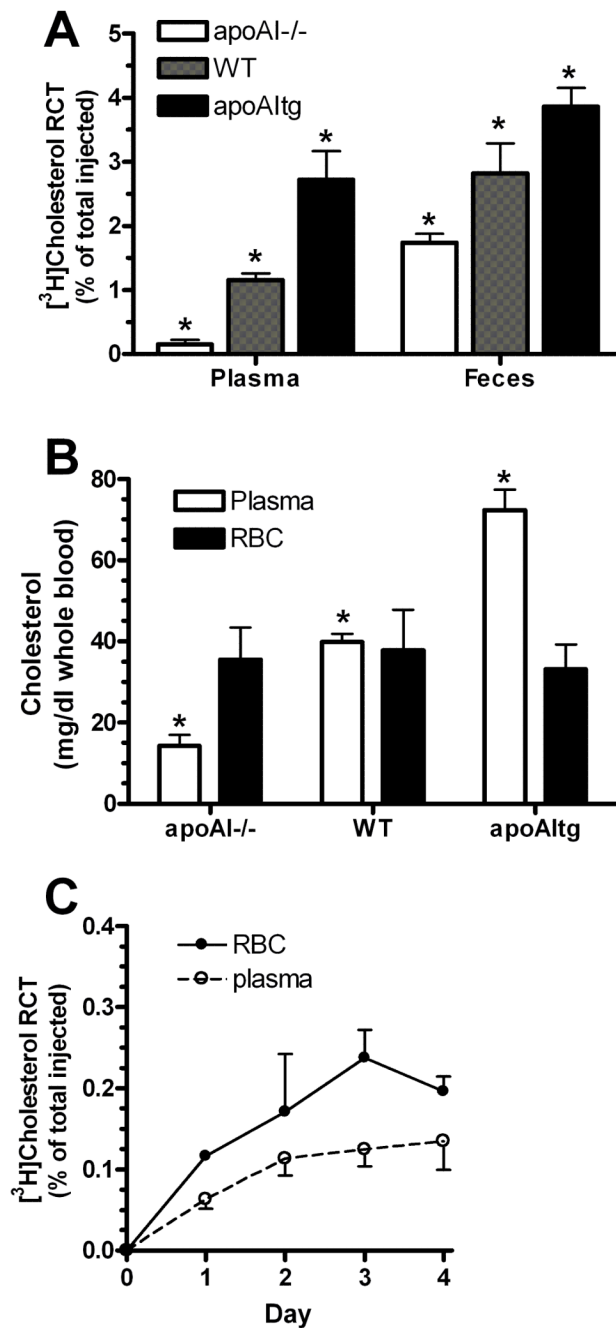 A
[³H]Cholesterol RCT
(% of total injected)
5
4
3
2
1
0
apoAI-/-
WT
apoAItg
*
*
*
*
*
*
Plasma
Feces
B
Cholesterol
(mg/dl whole blood)
80
60
40
20
0
Plasma
RBC
*
*
*
apoAI-/-
WT
apoAItg
C
[³H]Cholesterol RCT
(% of total injected)
0.4
0.3
0.2
0.1
0.0
RBC
plasma
0
1
2
3
4
Day